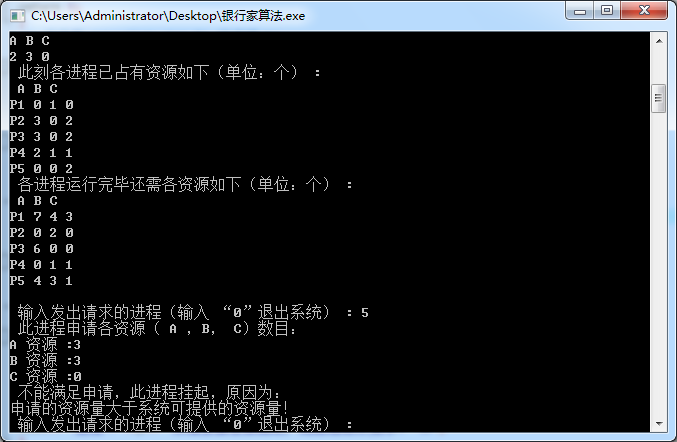 C:\Users\Administrator\Desktop\银行家算法.exe
A B C
2 3 0
此刻各进程已占有资源如下（单位：个） ：
A B C
P1 0 1 0
P2 3 0 2
P3 3 0 2
P4 2 1 1
P5 0 0 2
各进程运行完毕还需各资源如下（单位：个） ：
A B C
P1 7 4 3
P2 0 2 0
P3 6 0 0
P4 0 1 1
P5 4 3 1
输入发出请求的进程（输入 “0”退出系统） ：5
此进程申请各资源（ A ，B， C）数目：
A 资源 :3
B 资源 :3
C 资源 :0
不能满足申请，此进程挂起，原因为：
申请的资源量大于系统可提供的资源量！
输入发出请求的进程（输入 “0”退出系统） ：